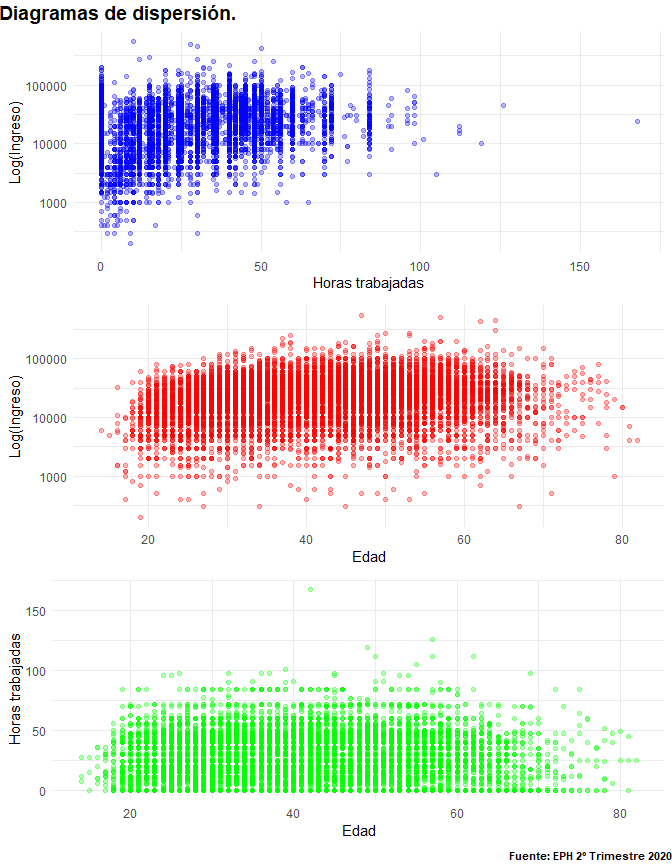 Diagramas de dispersión.
Log(Ingreso)
100000
10000
1000
0
50
100
150
Horas trabajadas
Log(Ingreso)
100000
10000
1000
20
40
60
80
Edad
Horas trabajadas
150
100
50
0
20
40
60
80
Edad
Fuente: EPH 2º Trimestre 2020